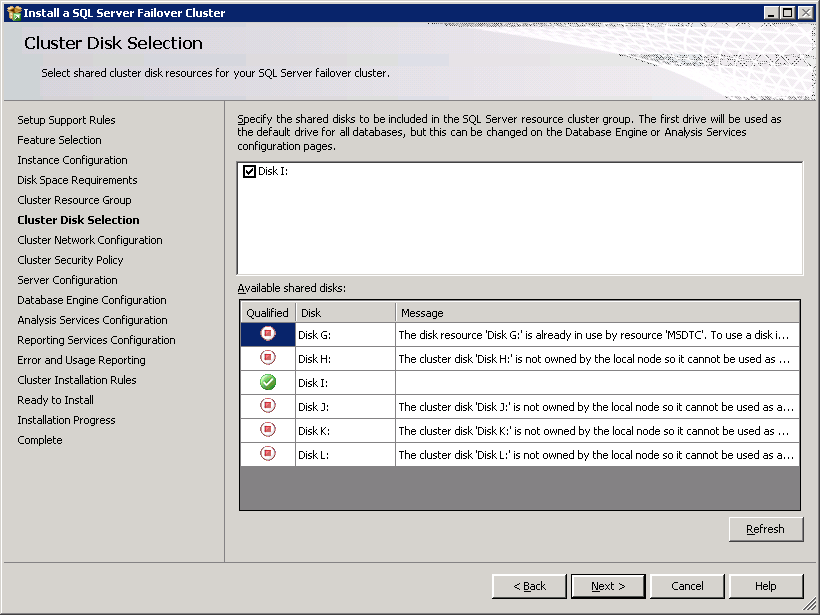 Install a SQL Server Failover Cluster
Cluster Disk Selection
Select shared cluster disk resources for your SQL Server failover cluster.
Setup Support Rules
Feature Selection
Instance Configuration
Disk Space Requirements
Cluster Resource Group
Cluster Disk Selection
Cluster Network Configuration
Cluster Security Policy
Server Configuration
Database Engine Configuration
Analysis Services Configuration
Reporting Services Configuration
Error and Usage Reporting
Cluster Installation Rules
Ready to Install
Installation Progress
Complete
Specify the shared disks to be included in the SQL Server resource cluster group. The first drive will be used as
the default drive for all databases, but this can be changed on the Database Engine or Analysis Services
configuration pages.
Disk I:
Available shared disks:
Qualified Disk Message
Disk G: The disk resource 'Disk G:' is already in use by resource 'MSDTC'. To use a disk i...
Disk H: The cluster disk 'Disk H:' is not owned by the local node so it cannot be used as ...
Disk I:
Disk J: The cluster disk 'Disk J:' is not owned by the local node so it cannot be used as a...
Disk K: The cluster disk 'Disk K:' is not owned by the local node so it cannot be used as ...
Disk L: The cluster disk 'Disk L:' is not owned by the local node so it cannot be used as a...
Refresh
< Back Next > Cancel Help